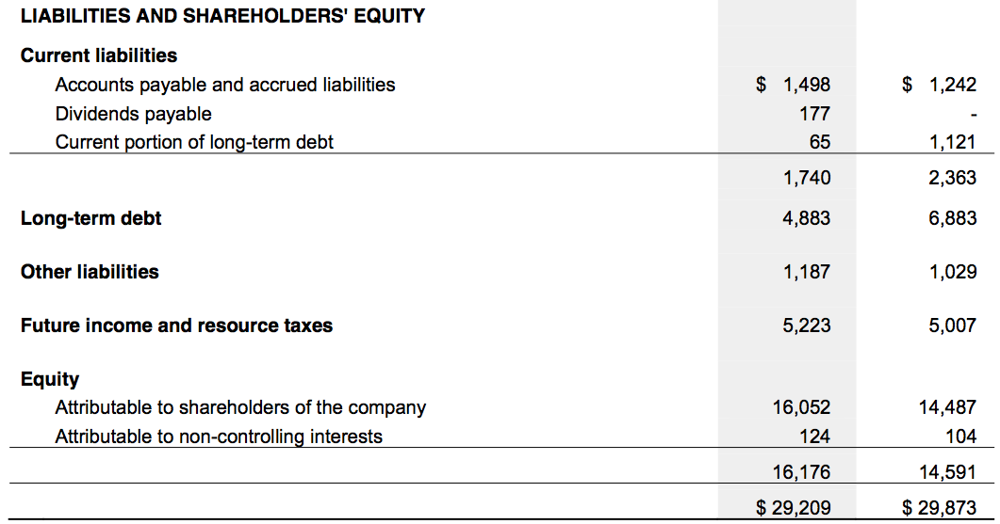 LIABILITIES AND SHAREHOLDERS' EQUITY
Current liabilities
Accounts payable and accrued liabilities $ 1,498 $ 1,242
Dividends payable 177 -
Current portion of long-term debt 65 1,121
1,740 2,363
Long-term debt 4,883 6,883
Other liabilities 1,187 1,029
Future income and resource taxes 5,223 5,007
Equity
Attributable to shareholders of the company 16,052 14,487
Attributable to non-controlling interests 124 104
16,176 14,591
$ 29,209 $ 29,873